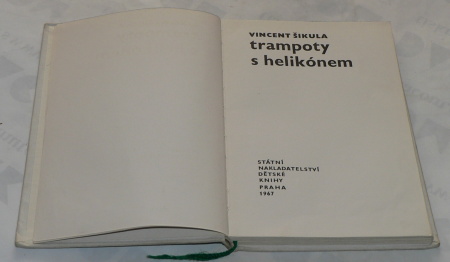 VINCENT ŠIKULA
trampoty
s helikónem
STÁTNÍ
NAKLADATELSTVÍ
DĚTSKÉ
KNIHY
PRAHA
1967